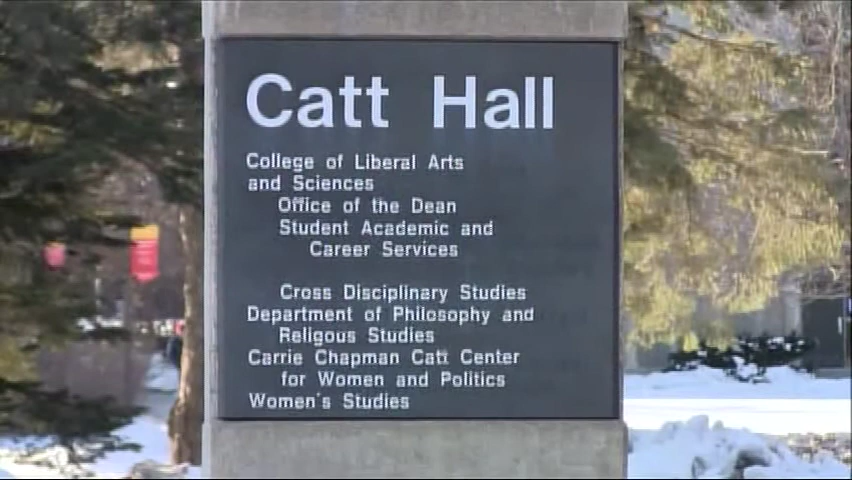 Catt Hall
College of Liberal Arts
and Sciences
Office of the Dean
Student Academic and
Career Services
Cross Disciplinary Studies
Department of Philosophy and
Religous Studies
Carrie Chapman Catt Center
for Women and Politics
Women's Studies